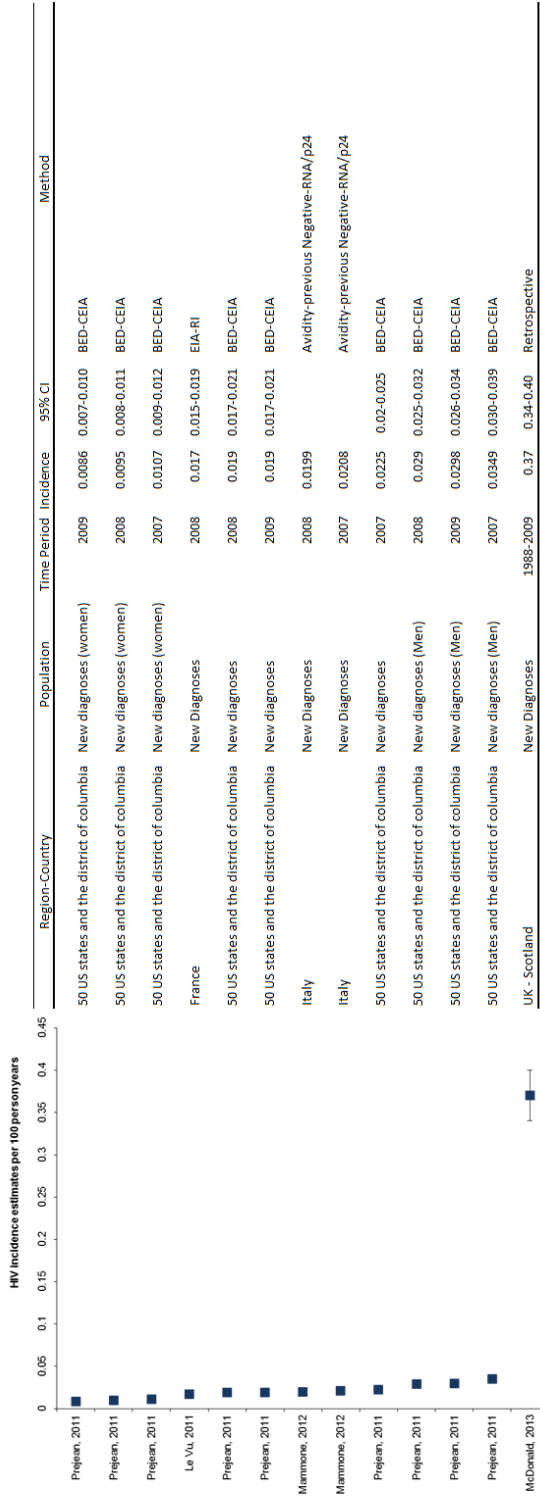 HIV Incidence estimates per 100 person years
0 0.05 0.1 0.15 0.2 0.25 0.3 0.35 0.4 0.45
Region-Country Population Time Period Incidence 95% CI Method
Prejean, 2011 50 US states and the district of columbia New diagnoses (women) 2009 0.0086 0.007-0.010 BED-CEIA
Prejean, 2011 50 US states and the district of columbia New diagnoses (women) 2008 0.0095 0.008-0.011 BED-CEIA
Prejean, 2011 50 US states and the district of columbia New diagnoses (women) 2007 0.0107 0.009-0.012 BED-CEIA
Le Vu, 2011 France New Diagnoses 2008 0.017 0.015-0.019 EIA-RI
Prejean, 2011 50 US states and the district of columbia New diagnoses 2008 0.019 0.017-0.021 BED-CEIA
Prejean, 2011 50 US states and the district of columbia New diagnoses 2009 0.019 0.017-0.021 BED-CEIA
Mammone, 2012 Italy New Diagnoses 2008 0.0199 Avidity-previous Negative-RNA/p24
Mammone, 2012 Italy New Diagnoses 2007 0.0208 Avidity-previous Negative-RNA/p24
Prejean, 2011 50 US states and the district of columbia New diagnoses 2007 0.0225 0.02-0.025 BED-CEIA
Prejean, 2011 50 US states and the district of columbia New diagnoses (Men) 2008 0.029 0.025-0.032 BED-CEIA
Prejean, 2011 50 US states and the district of columbia New diagnoses (Men) 2009 0.0298 0.026-0.034 BED-CEIA
Prejean, 2011 50 US states and the district of columbia New diagnoses (Men) 2007 0.0349 0.030-0.039 BED-CEIA
McDonald, 2013 UK - Scotland New Diagnoses 1988-2009 0.37 0.34-0.40 Retrospective